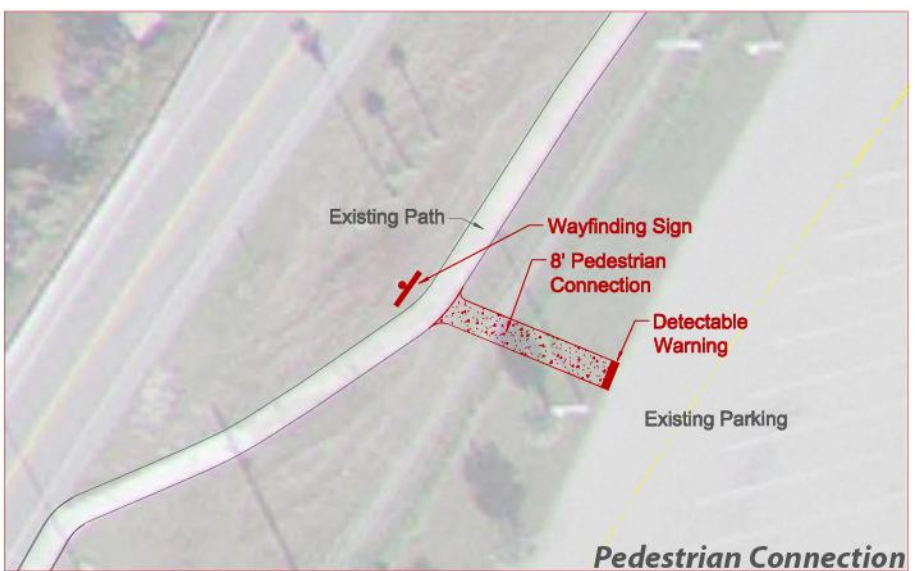 Existing Path
Wayfinding Sign
8' Pedestrian
Connection
Detectable
Warning
Existing Parking
Pedestrian Connection